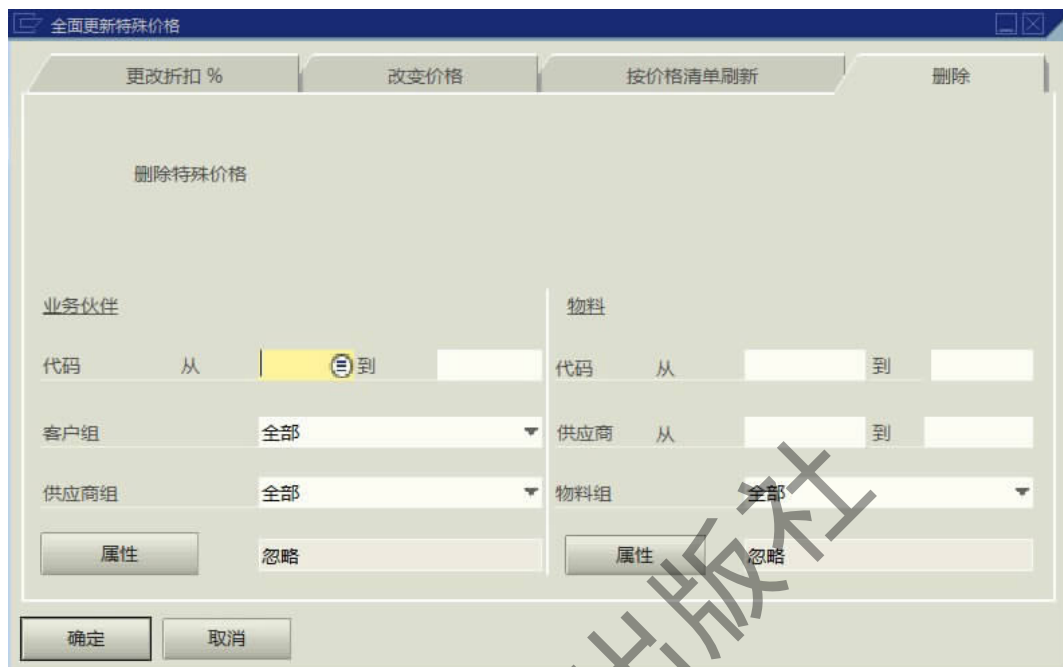 全面更新特殊价格
更改折扣 % 改变价格 按价格清单刷新 删除
删除特殊价格
业务伙伴 物料
代码 从 到 代码 从 到
客户组 全部 供应商 从 到
供应商组 全部 物料组 全部
属性 忽略 属性 忽略
确定 取消
出版社